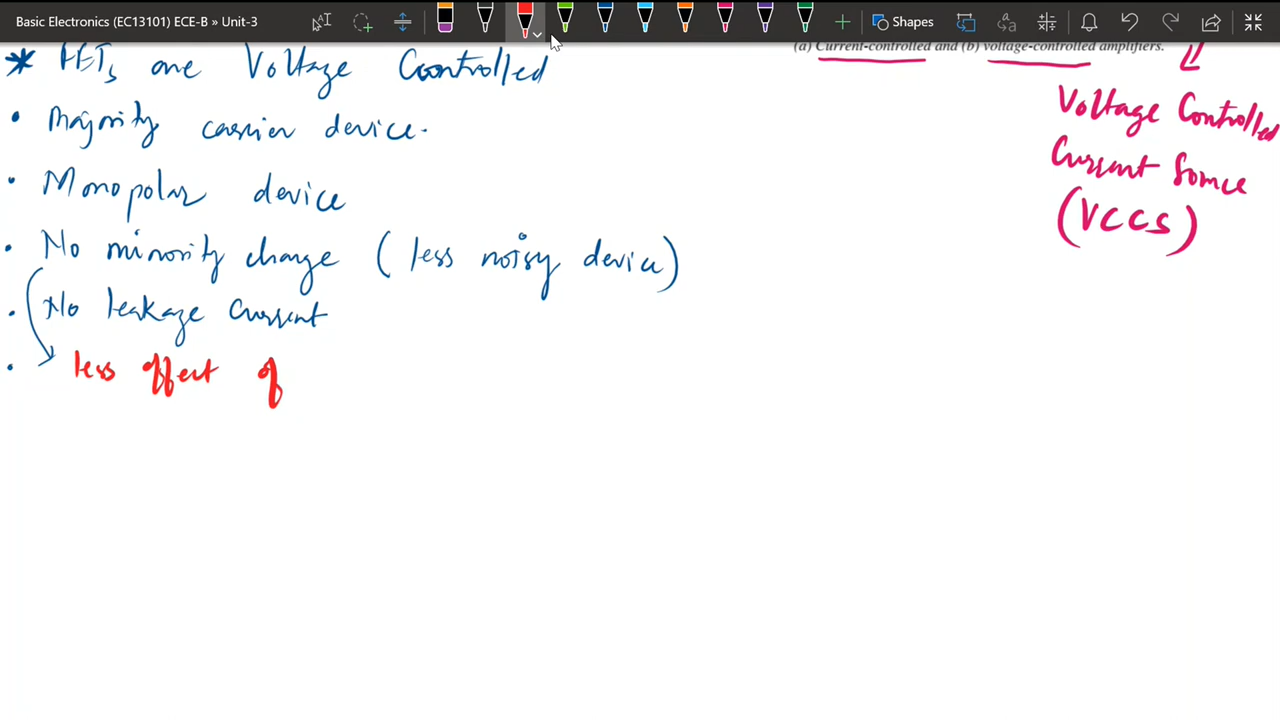 Basic Electronics (EC13101) ECE-B » Unit-3
Shapes
(a) Current-controlled and (b) voltage-controlled amplifiers.
* FETs are Voltage Controlled
• Majority carrier device.
• Monopolar device
• No minority charge (less noisy device)
• No leakage current
• less effect of
Voltage Controlled
Current Source
(VCCS)